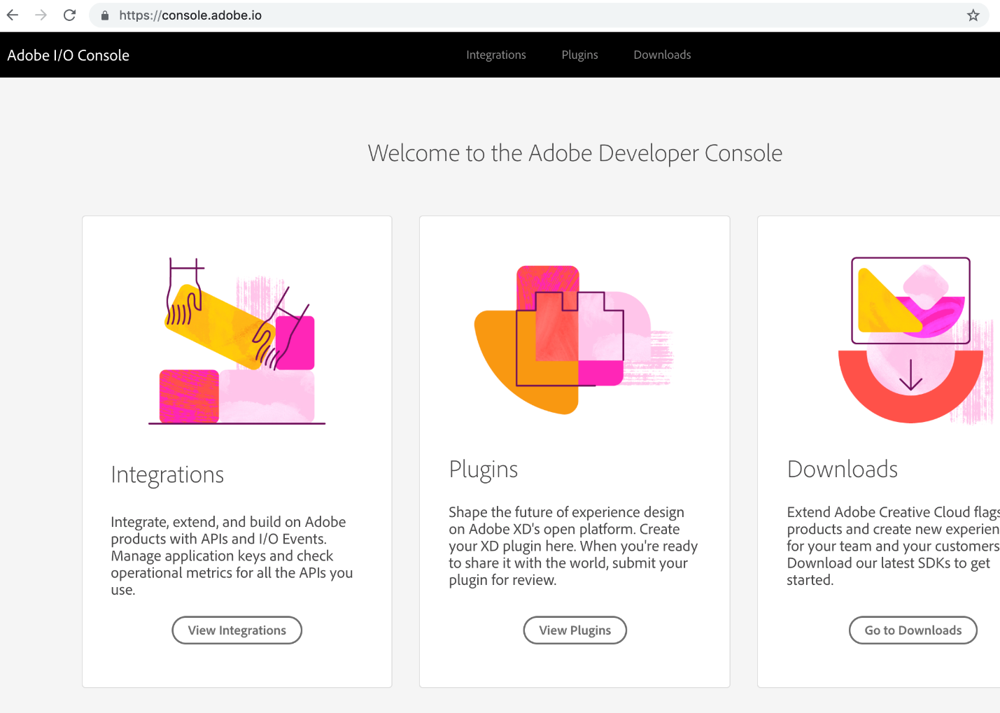 https://console.adobe.io
Adobe I/O Console
Integrations
Plugins
Downloads
Welcome to the Adobe Developer Console
Integrations
Integrate, extend, and build on Adobe
products with APIs and I/O Events.
Manage application keys and check
operational metrics for all the APIs you
use.
View Integrations
Plugins
Shape the future of experience design
on Adobe XD's open platform. Create
your XD plugin here. When you're ready
to share it with the world, submit your
plugin for review.
View Plugins
Downloads
Extend Adobe Creative Cloud flags
products and create new experien
for your team and your customers
Download our latest SDKs to get
started.
Go to Downloads